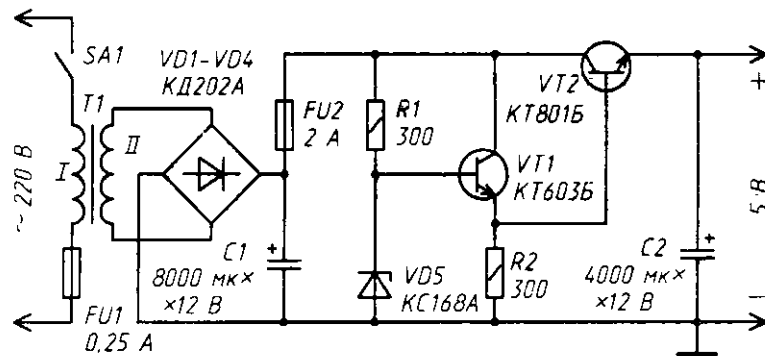 SA1
T1
I
II
~ 220 В
FU1
0,25 А
VD1-VD4
КД202А
C1
+
8000 мк×
×12 В
FU2
2 А
R1
300
VD5
КС168А
VT1
КТ603Б
R2
300
VT2
КТ801Б
C2
+
4000 мк×
×12 В
+
5 В
—